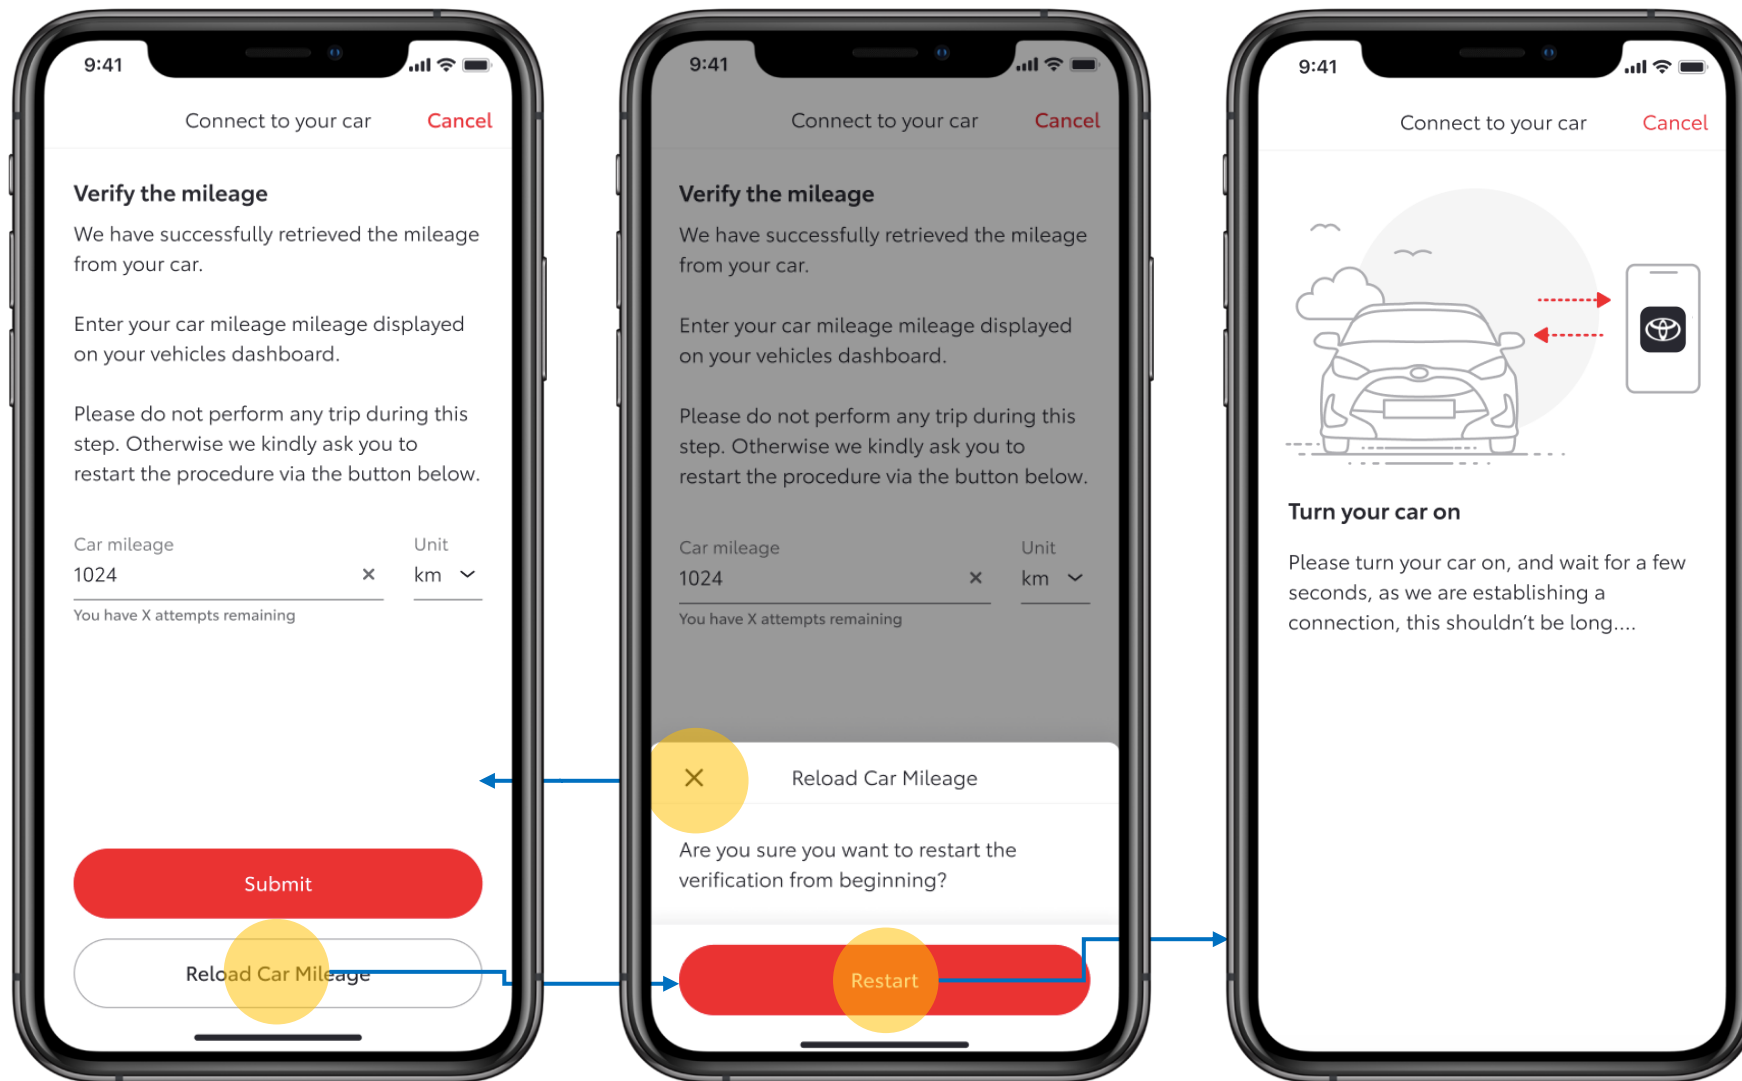 9:41
Connect to your car
Cancel
Verify the mileage
We have successfully retrieved the mileage
from your car.
Enter your car mileage mileage displayed
on your vehicles dashboard.
Please do not perform any trip during this
step. Otherwise we kindly ask you to
restart the procedure via the button below.
Car mileage
Unit
1024
km
You have X attempts remaining
Submit
Reload Car Mileage
9:41
Connect to your car
Cancel
Verify the mileage
We have successfully retrieved the mileage
from your car.
Enter your car mileage mileage displayed
on your vehicles dashboard.
Please do not perform any trip during this
step. Otherwise we kindly ask you to
restart the procedure via the button below.
Car mileage
Unit
1024
km
You have X attempts remaining
Reload Car Mileage
Are you sure you want to restart the
verification from beginning?
Restart
9:41
Connect to your car
Cancel
Turn your car on
Please turn your car on, and wait for a few
seconds, as we are establishing a
connection, this shouldn't be long....